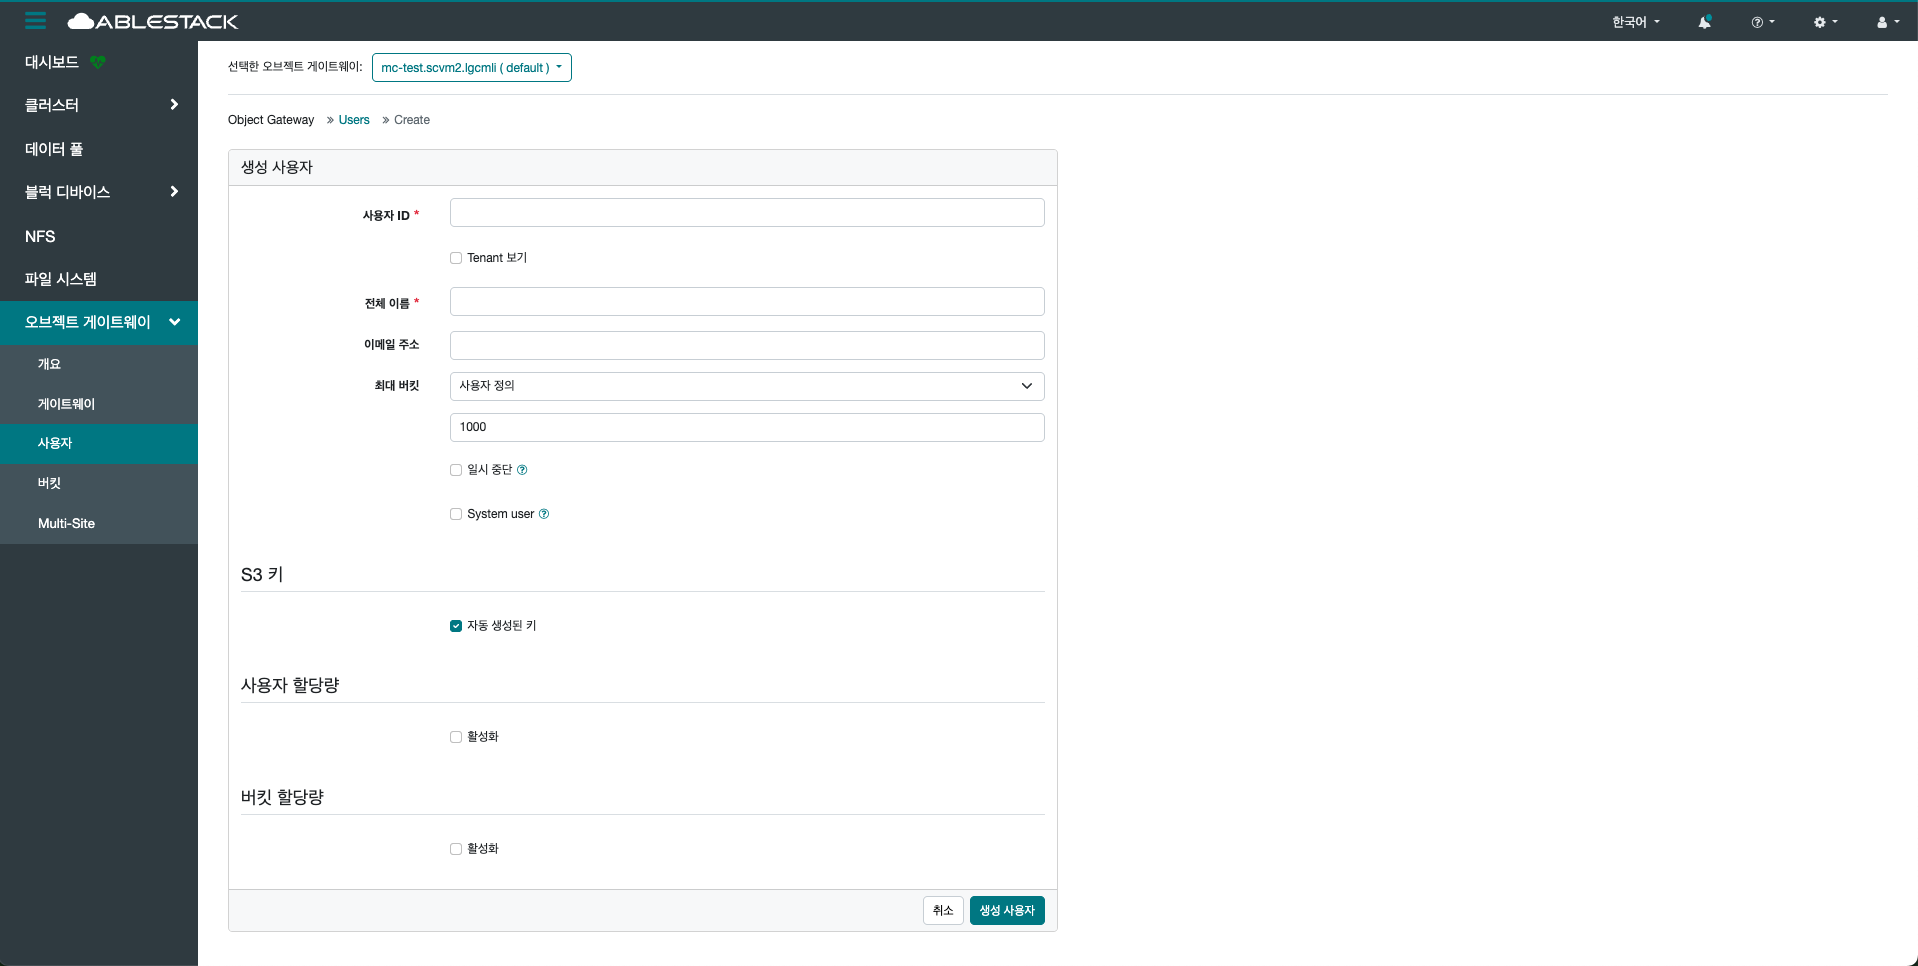 ABLESTACK
한국어
대시보드
클러스터
데이터 풀
블럭 디바이스
NFS
파일 시스템
오브젝트 게이트웨이
개요
게이트웨이
사용자
버킷
Multi-Site
선택한 오브젝트 게이트웨이: mc-test.scvm2.lgcmli ( default )
Object Gateway » Users » Create
생성 사용자
사용자 ID *
Tenant 보기
전체 이름 *
이메일 주소
최대 버킷 사용자 정의
1000
일시 중단
System user
S3 키
자동 생성된 키
사용자 할당량
활성화
버킷 할당량
활성화
취소 생성 사용자